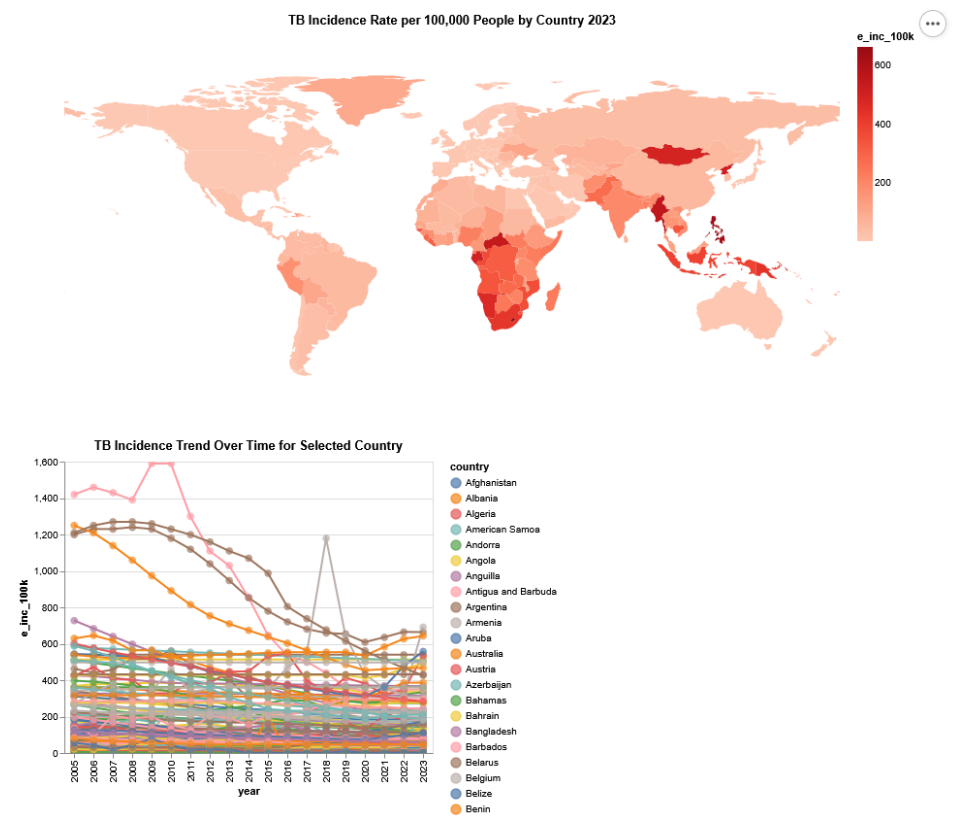 TB Incidence Rate per 100,000 People by Country 2023
e_inc_100k
600
400
200
TB Incidence Trend Over Time for Selected Country
e_inc_100k
1,600
1,400
1,200
1,000
800
600
400
200
0
2005
2006
2007
2008
2009
2010
2011
2012
2013
2014
2015
2016
2017
2018
2019
2020
2021
2022
2023
year
country
Afghanistan
Albania
Algeria
American Samoa
Andorra
Angola
Anguilla
Antigua and Barbuda
Argentina
Armenia
Aruba
Australia
Austria
Azerbaijan
Bahamas
Bahrain
Bangladesh
Barbados
Belarus
Belgium
Belize
Benin